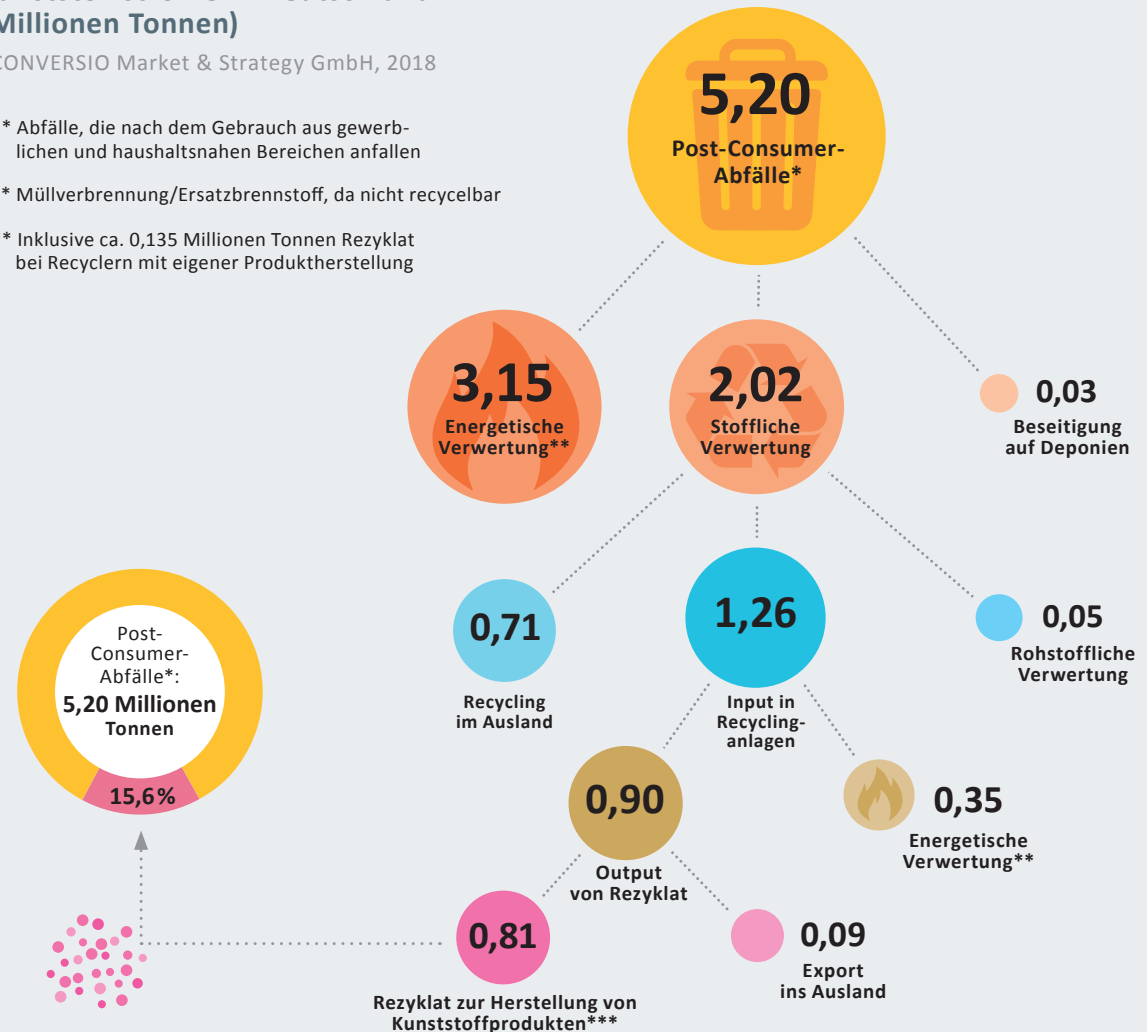 Millionen Tonnen)
CONVERSIO Market & Strategy GmbH, 2018
* Abfälle, die nach dem Gebrauch aus gewerb-
lichen und haushaltsnahen Bereichen anfallen
* Müllverbrennung/Ersatzbrennstoff, da nicht recycelbar
* Inklusive ca. 0,135 Millionen Tonnen Rezyklat
bei Recyclern mit eigener Produktherstellung
5,20
Post-Consumer-
Abfälle*
3,15
Energetische
Verwertung**
2,02
Stoffliche
Verwertung
0,03
Beseitigung
auf Deponien
0,71
Recycling
im Ausland
1,26
Input in
Recycling-
anlagen
0,05
Rohstoffliche
Verwertung
Post-
Consumer-
Abfälle*:
5,20 Millionen
Tonnen
15,6%
0,90
Output
von Rezyklat
0,35
Energetische
Verwertung**
0,81
Rezyklat zur Herstellung von
Kunststoffprodukten***
0,09
Export
ins Ausland